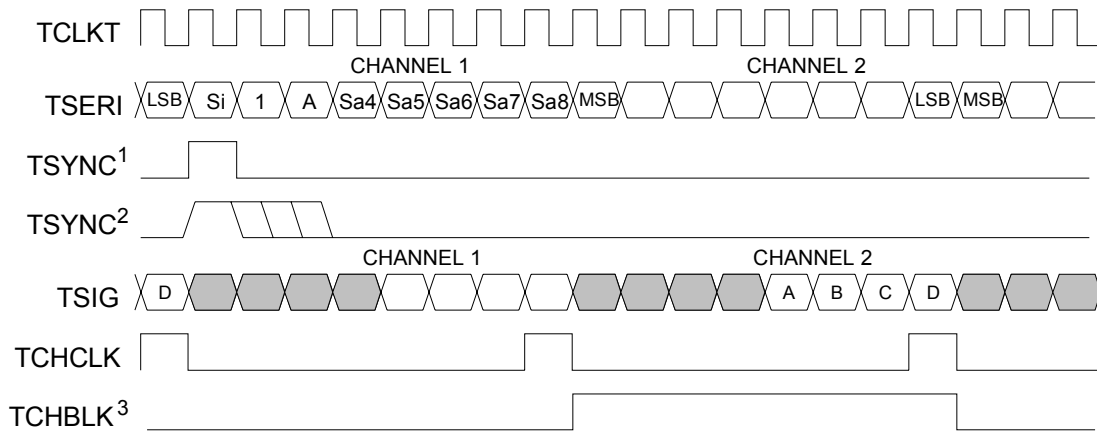 TCLKT
CHANNEL 1 CHANNEL 2
TSERI LSB Si 1 A Sa4 Sa5 Sa6 Sa7 Sa8 MSB LSB MSB
TSYNC1
TSYNC2
CHANNEL 1 CHANNEL 2
TSIG D A B C D
TCHCLK
TCHBLK3